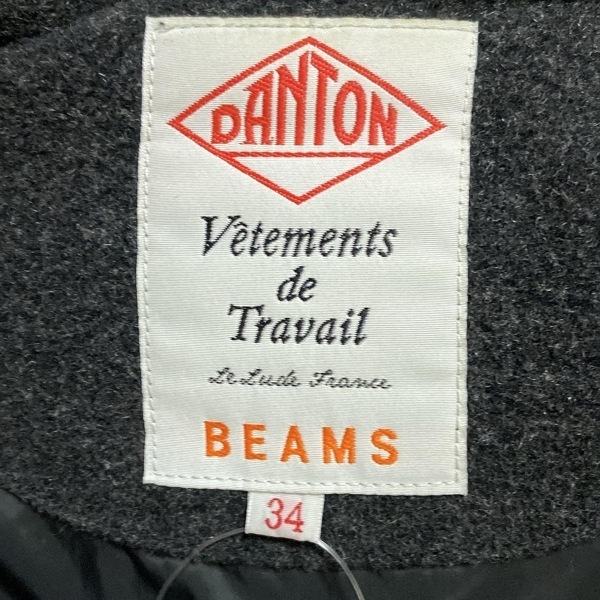 DANTON
Vêtements
de
Travail
Le Lude France
BEAMS
34